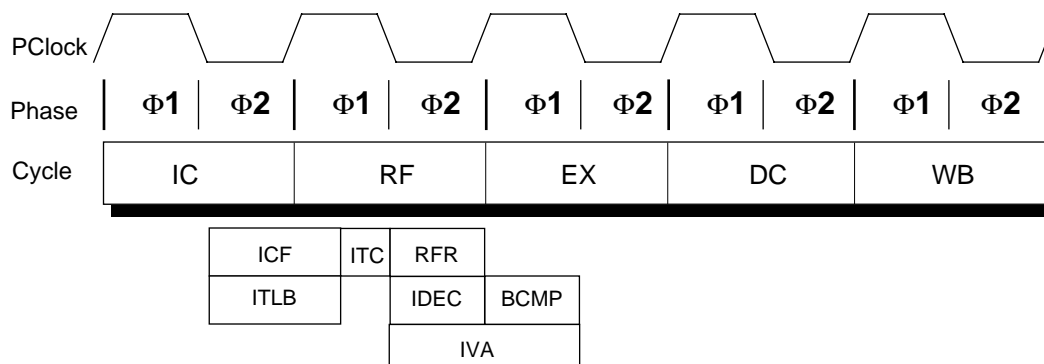 PClock
Phase Φ1 Φ2 Φ1 Φ2 Φ1 Φ2 Φ1 Φ2 Φ1 Φ2
Cycle IC RF EX DC WB
ICF ITC RFR
ITLB IDEC BCMP
IVA